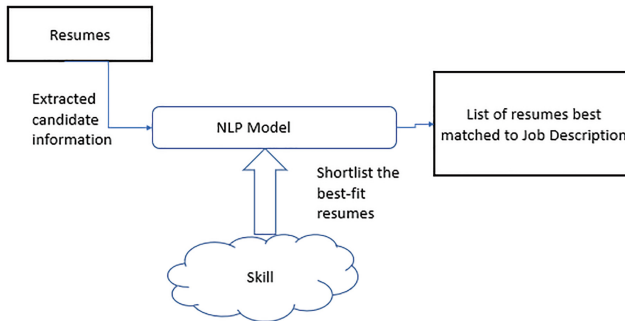 Resumes
Extracted
candidate
information
NLP Model
List of resumes best
matched to Job Description
Shortlist the
best-fit
resumes
Skill